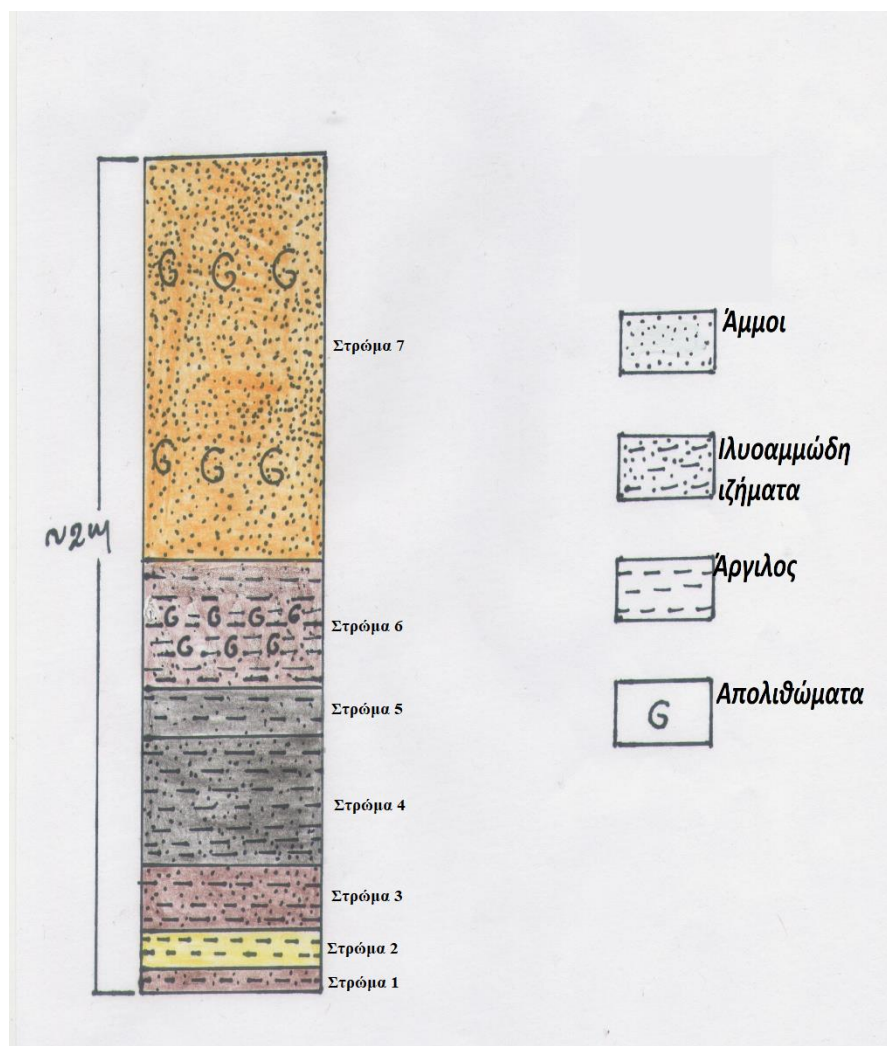 Στρώμα 7
Στρώμα 6
Στρώμα 5
Στρώμα 4
Στρώμα 3
Στρώμα 2
Στρώμα 1
~2m
G G G
G G G
G G G G
G G G
Άμμοι
Ιλυοαμμώδη
ιζήματα
Άργιλος
G
Απολιθώματα